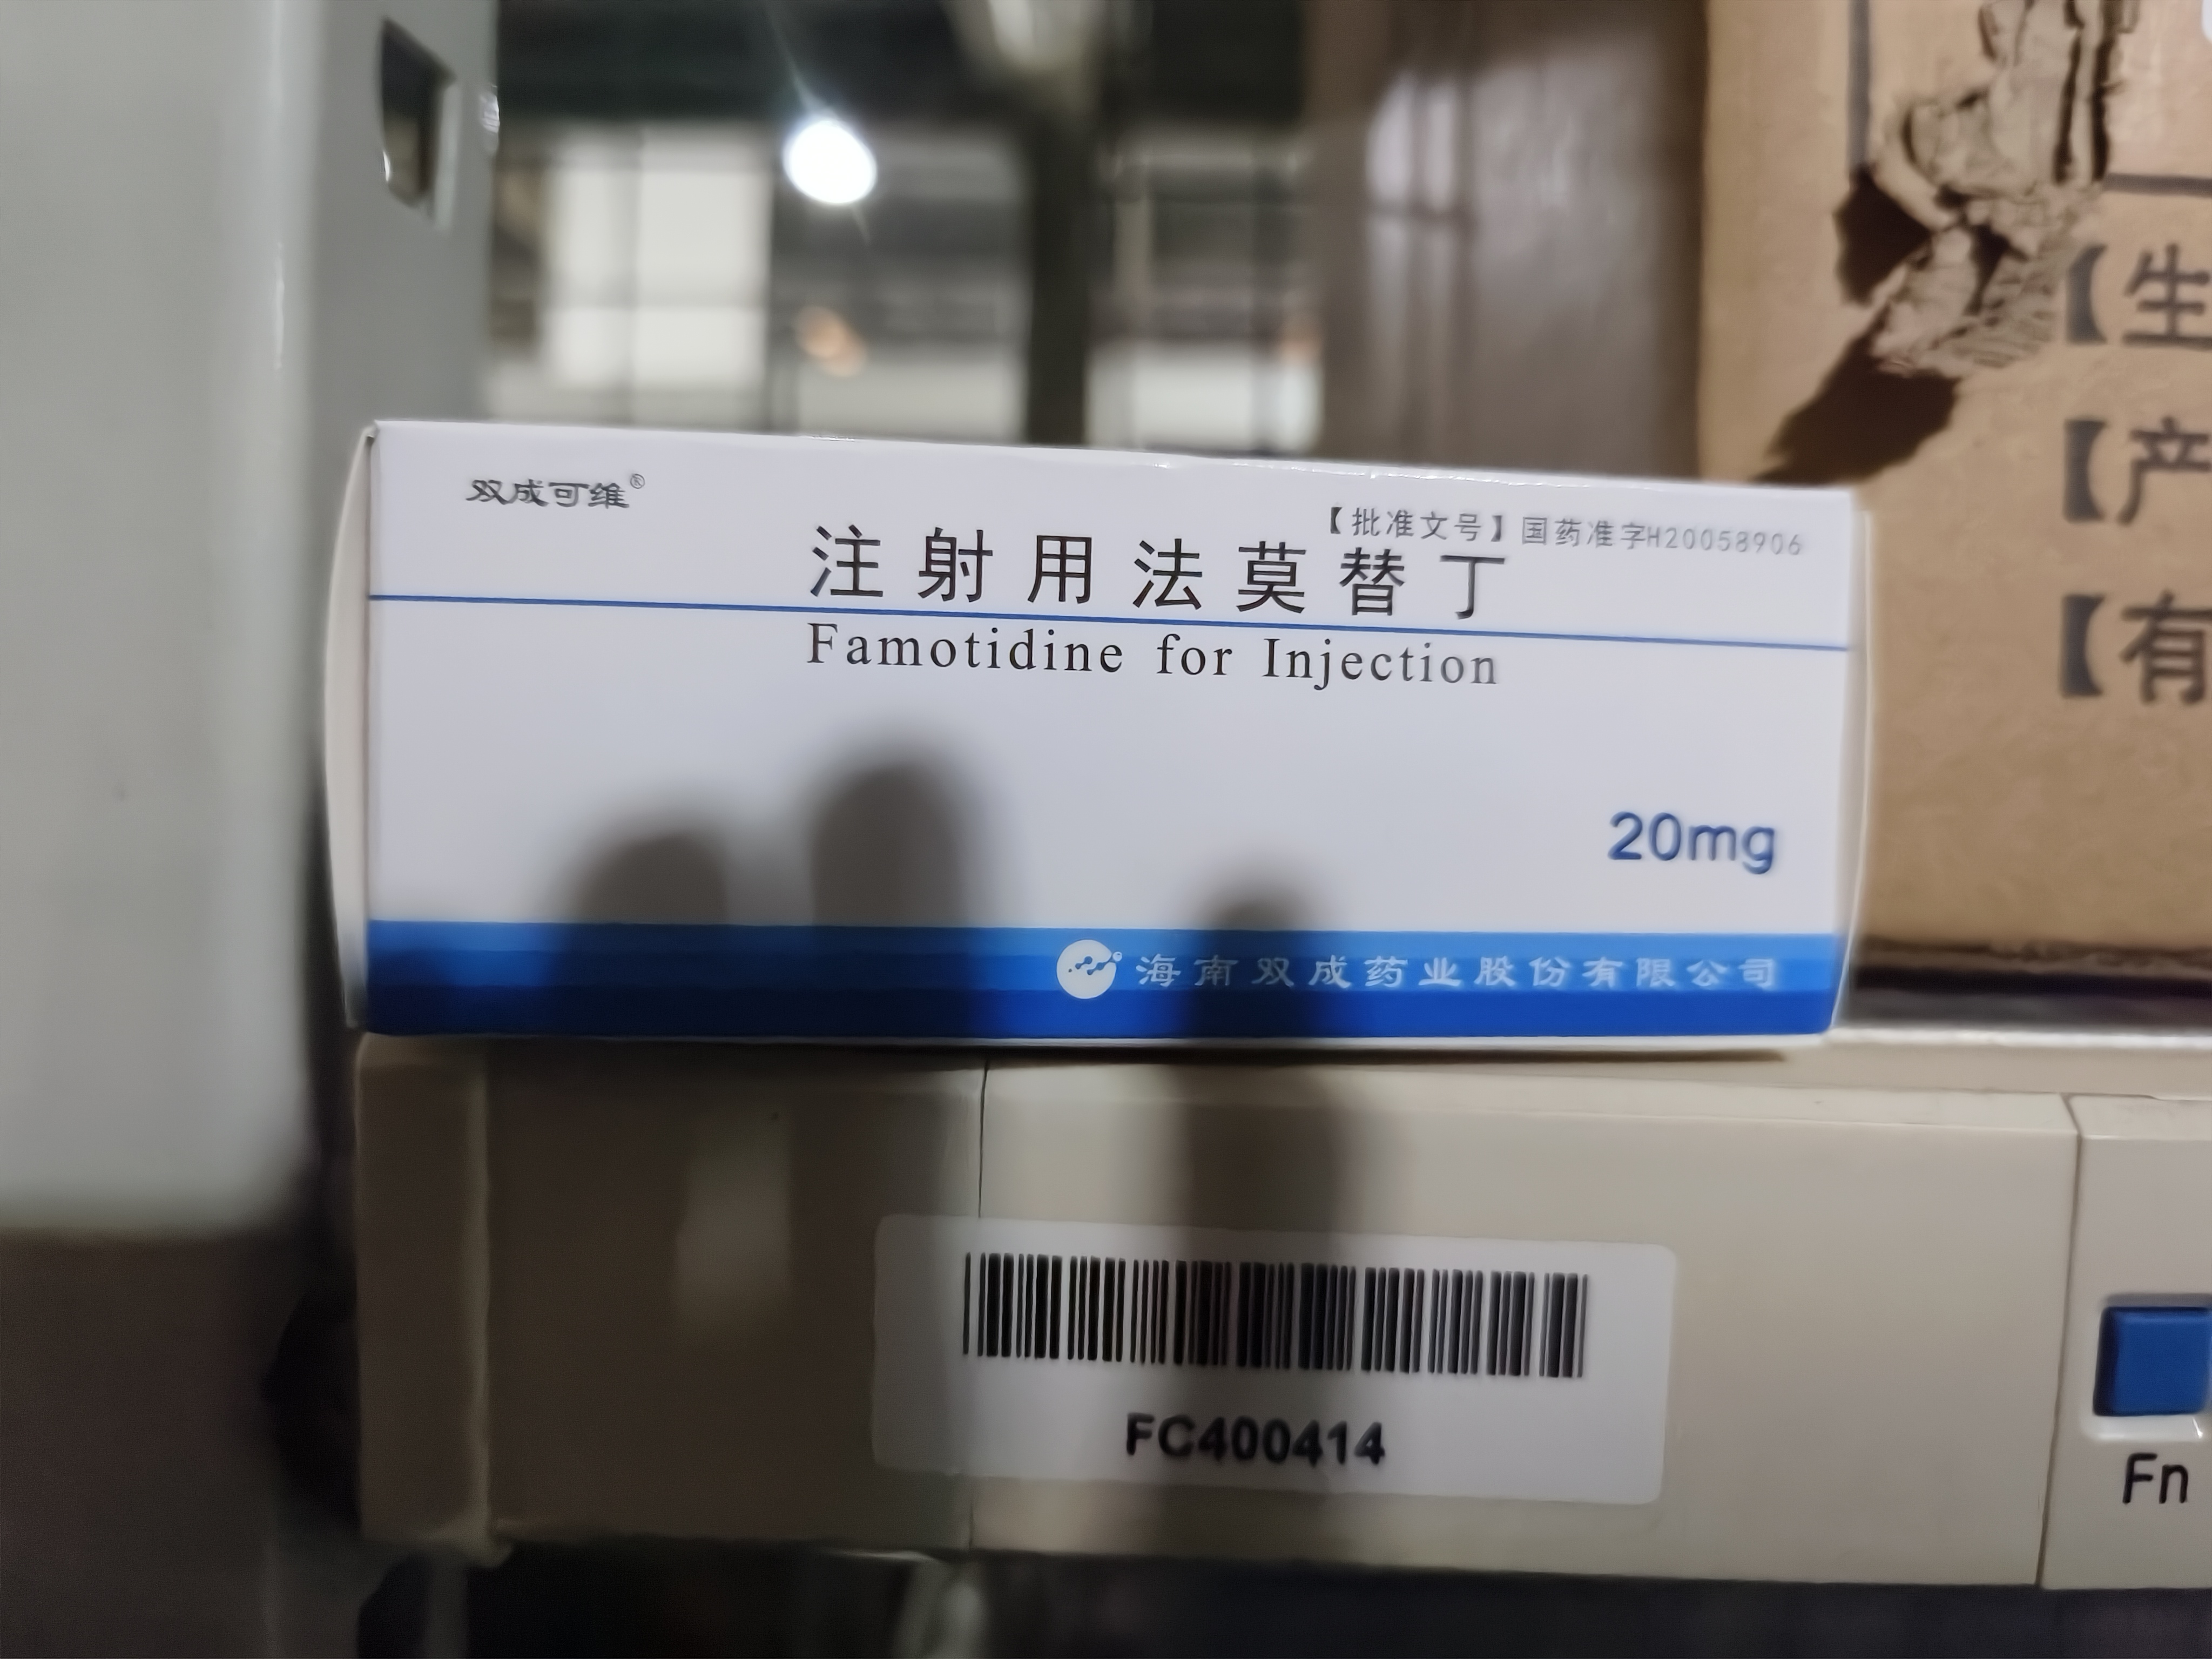 双成可维®
【批准文号】国药准字H20058906
注射用法莫替丁
Famotidine for Injection
20mg
海南双成药业股份有限公司
【生
【产
【有
FC400414
Fn